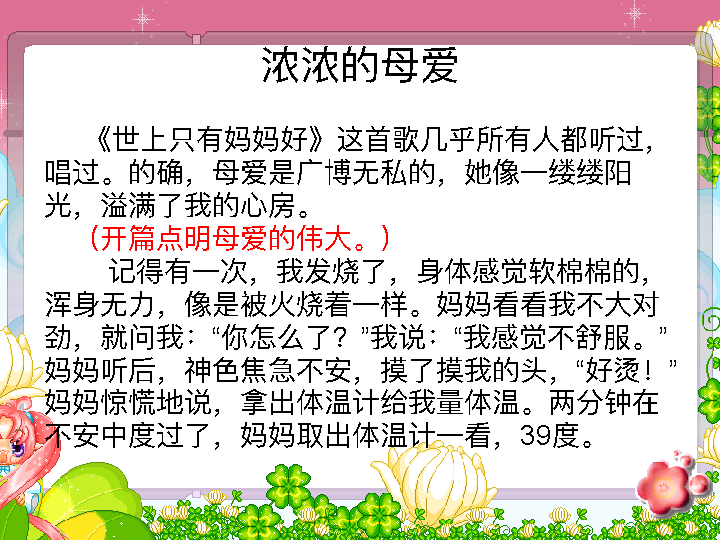 浓浓的母爱
《世上只有妈妈好》这首歌几乎所有人都听过，
唱过。的确，母爱是广博无私的，她像一缕缕阳
光，溢满了我的心房。
（开篇点明母爱的伟大。）
记得有一次，我发烧了，身体感觉软棉棉的，
浑身无力，像是被火烧着一样。妈妈看看我不大对
劲，就问我：“你怎么了？”我说：“我感觉不舒服。”
妈妈听后，神色焦急不安，摸了摸我的头，“好烫！”
妈妈惊慌地说，拿出体温计给我量体温。两分钟在
不安中度过了，妈妈取出体温计一看，39度。